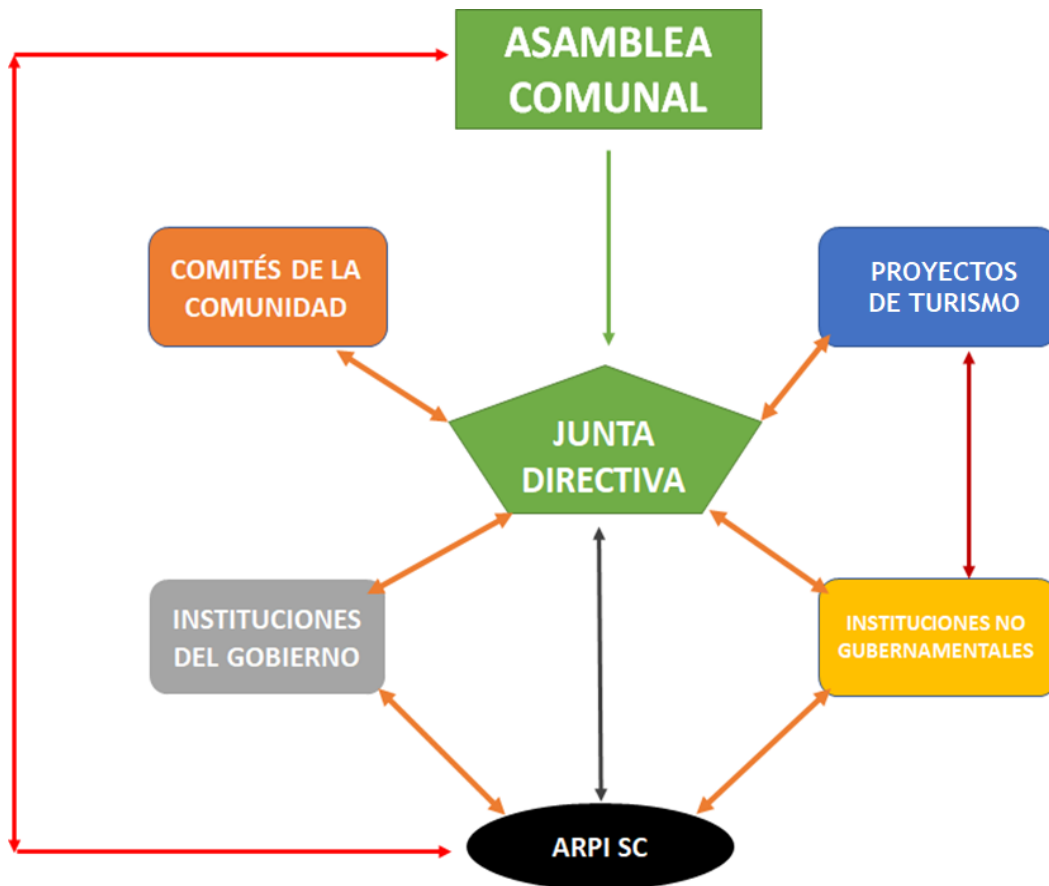 ASAMBLEA
COMUNAL
COMITÉS DE LA
COMUNIDAD
PROYECTOS
DE TURISMO
JUNTA
DIRECTIVA
INSTITUCIONES
DEL GOBIERNO
INSTITUCIONES NO
GUBERNAMENTALES
ARPI SC